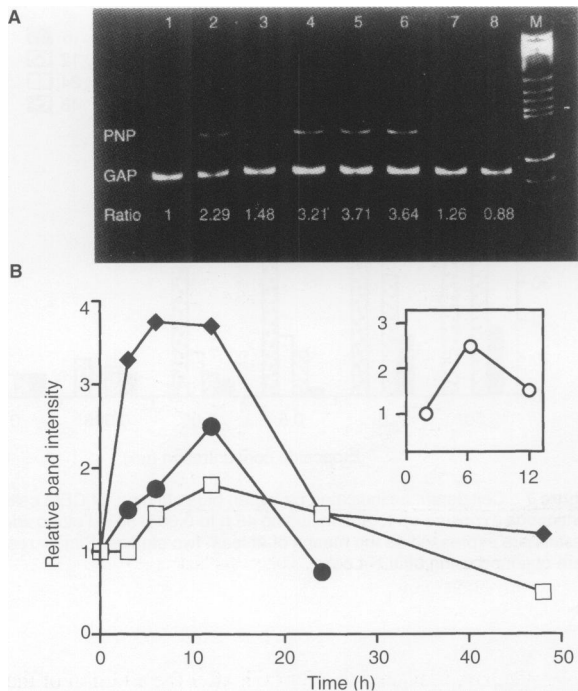 A
1 2 3 4 5 6 7 8 M
PNP
GAP
Ratio 1 2.29 1.48 3.21 3.71 3.64 1.26 0.88
B
4
3
2
1
0
Relative band intensity
3
2
1
0 6 12
0 10 20 30 40 50
Time (h)